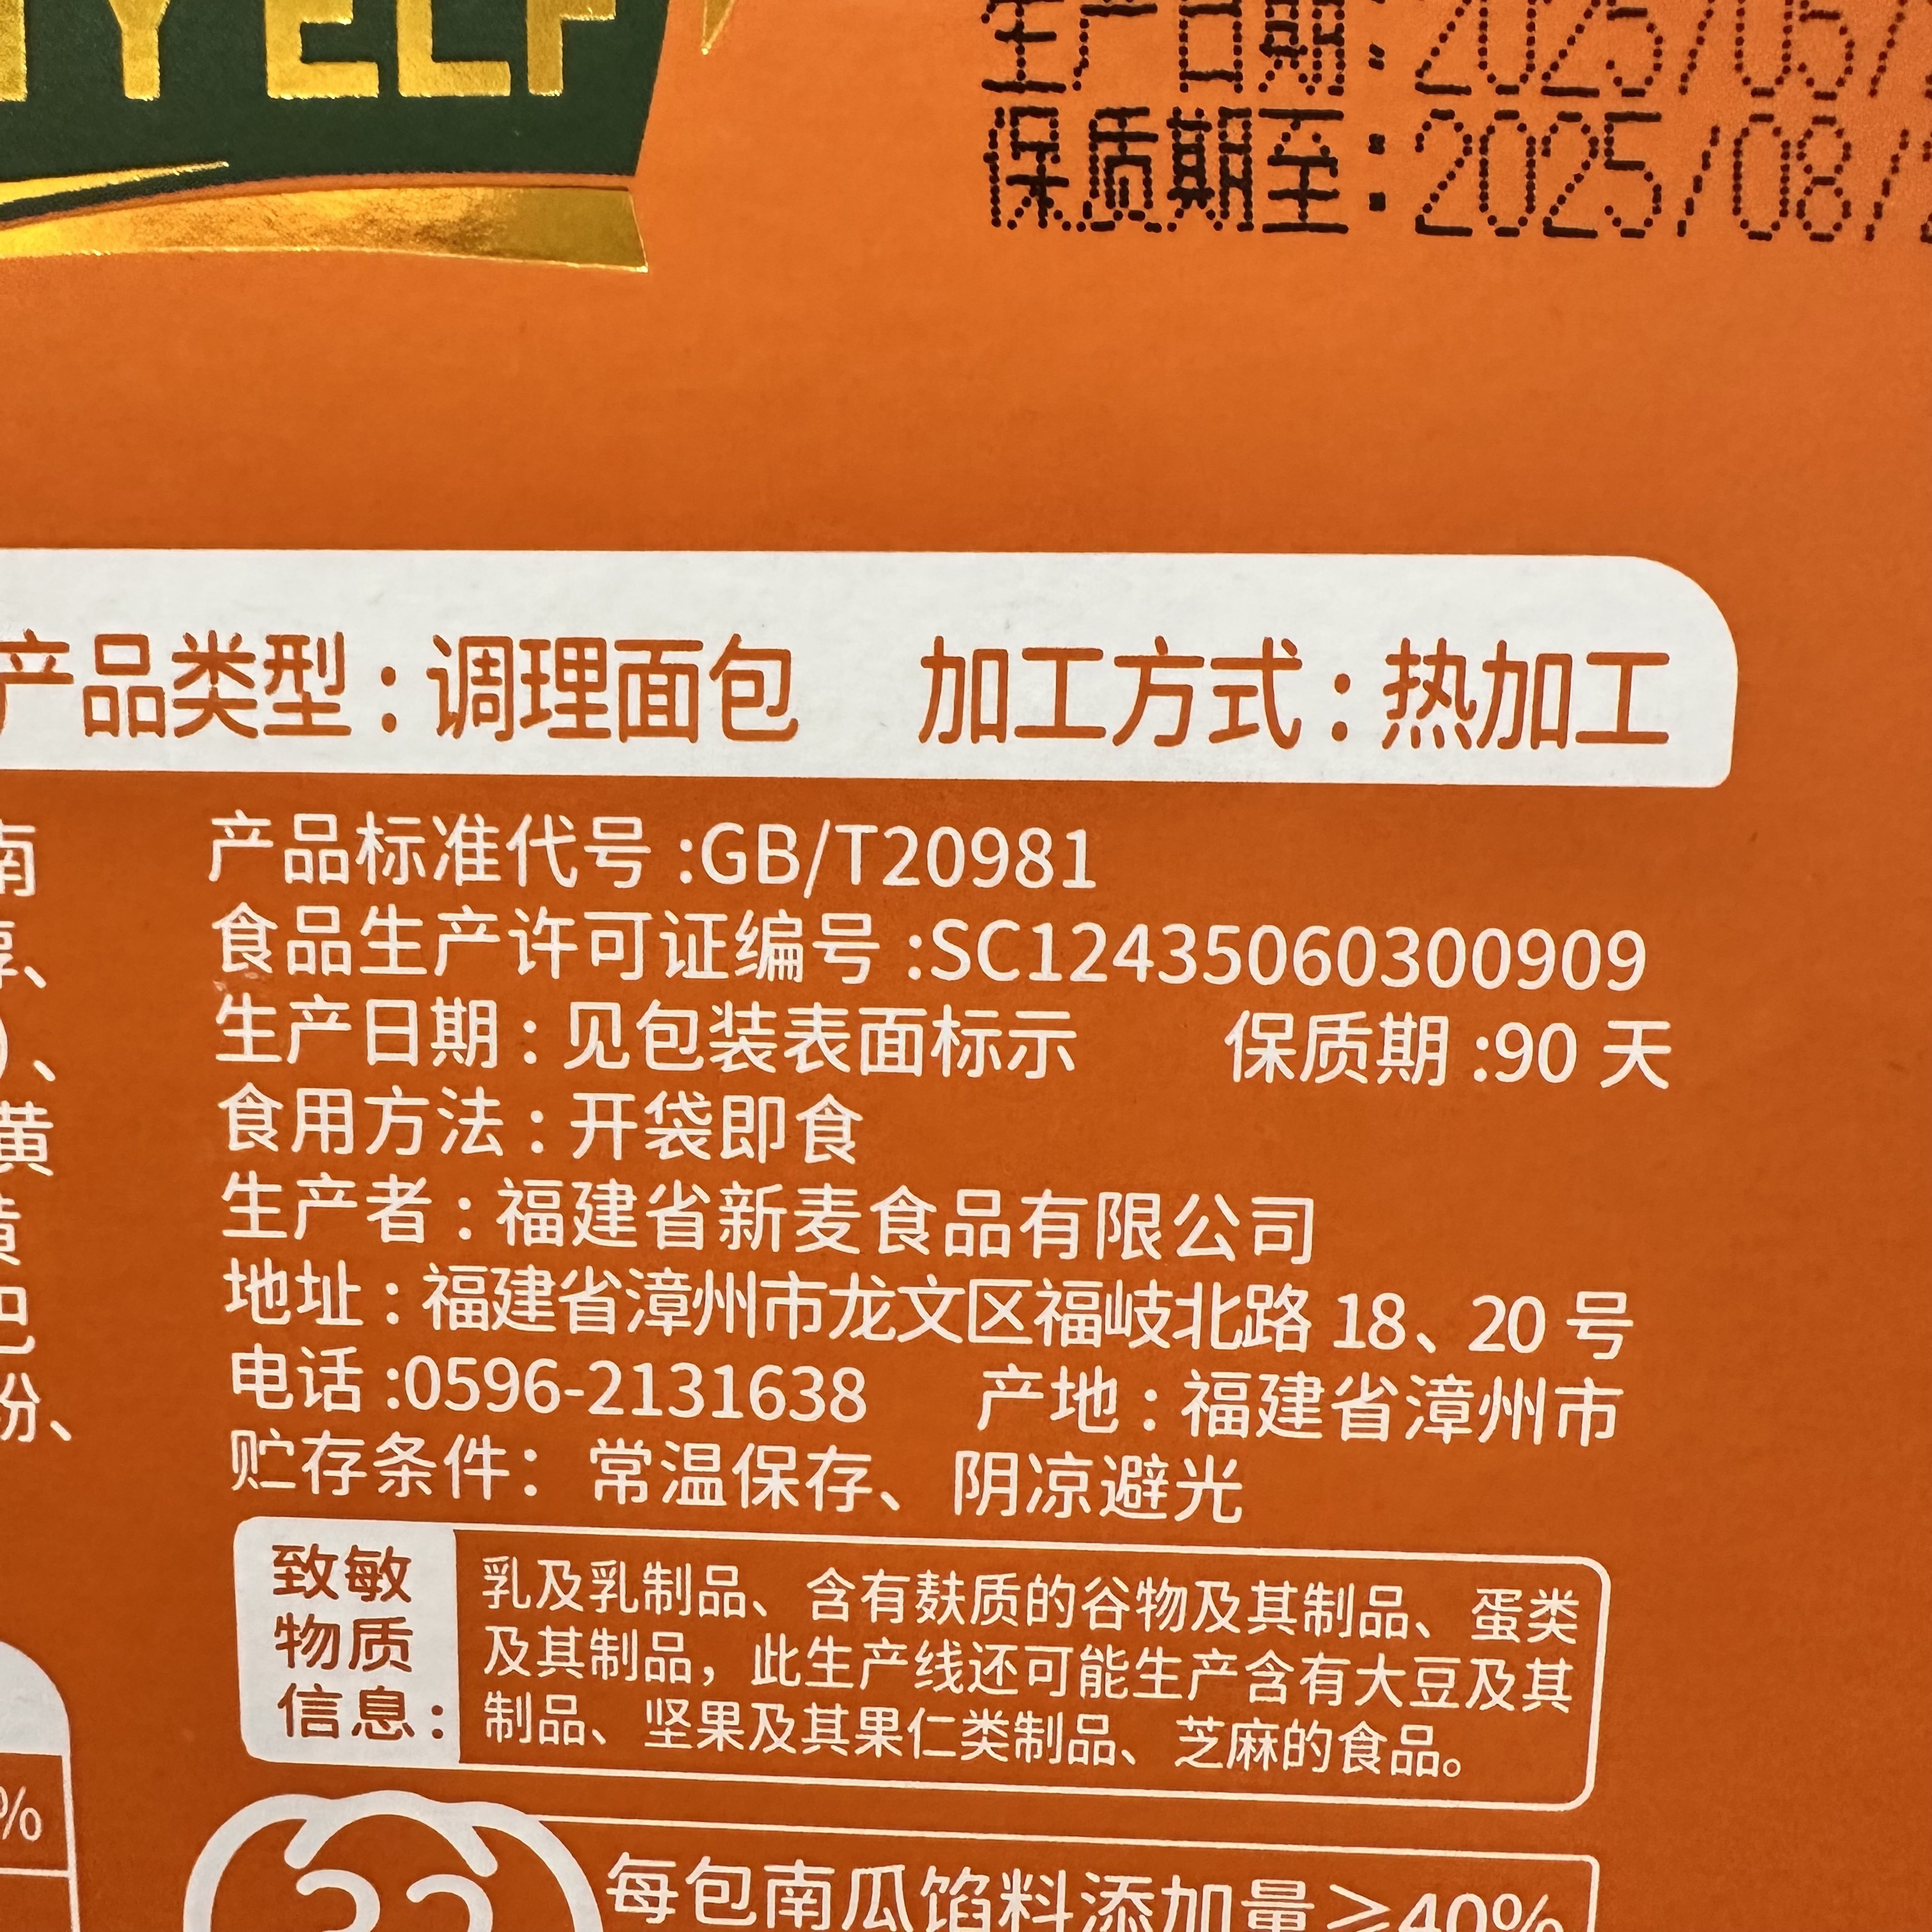 Y ELF
生产日期:2025/05/
保质期至:2025/08/
产品类型:调理面包 加工方式:热加工
南
产品标准代号:GB/T20981
食品生产许可证编号:SC12435060300909
生产日期:见包装表面标示 保质期:90 天
黄
食用方法:开袋即食
生产者:福建省新麦食品有限公司
地址:福建省漳州市龙文区福岐北路 18、20 号
电话:0596-2131638 产地:福建省漳州市
粉、
贮存条件: 常温保存、阴凉避光
致敏
物质
信息:
乳及乳制品、含有麸质的谷物及其制品、蛋类
及其制品,此生产线还可能生产含有大豆及其
制品、坚果及其果仁类制品、芝麻的食品。
%
每包南瓜馅料添加量≥40%